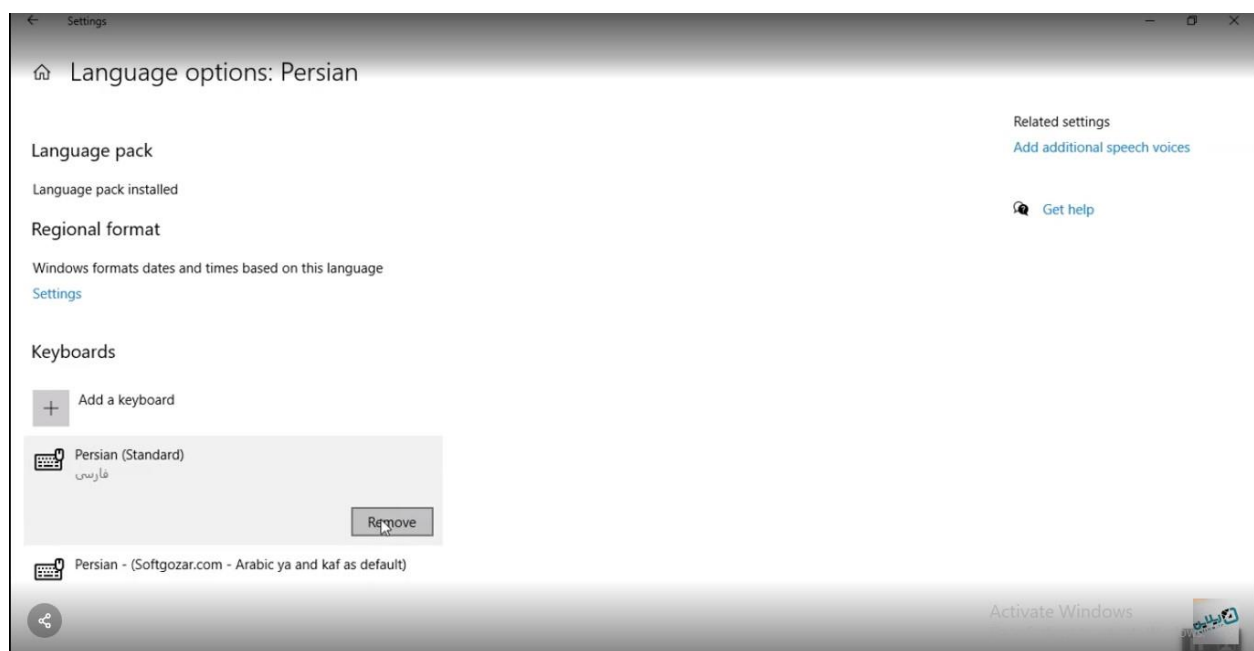 Settings
Language options: Persian
Related settings
Add additional speech voices
Language pack
Language pack installed
Get help
Regional format
Windows formats dates and times based on this language
Settings
Keyboards
Add a keyboard
Persian (Standard)
فارسی
Remove
Persian - (Softgozar.com - Arabic ya and kaf as default)
Activate Windows